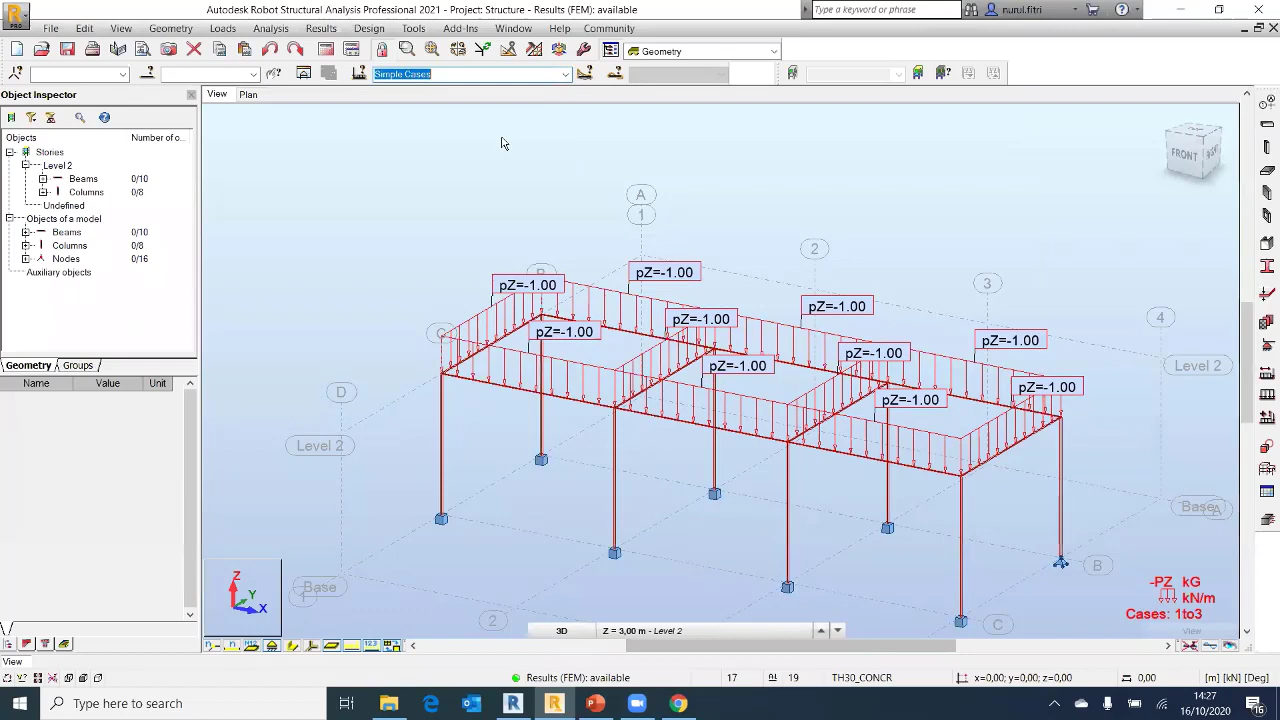 PRO
Autodesk Robot Structural Analysis Professional 2021 - Project: Structure - Results (FEM): available
Type a keyword or phrase
nurul.fitri
File Edit View Geometry Loads Analysis Results Design Tools Add-Ins Window Help Community
Geometry
Simple Cases
Object Inspector
View Plan
Objects Number of o...
Stories
Level 2
Beams 0/10
Columns 0/8
Undefined
Objects of a model
Beams 0/10
Columns 0/8
Nodes 0/16
Auxiliary objects
Geometry Groups
Name Value Unit
FRONT
A
1
2
3
4
B
C
D
pZ=-1.00
pZ=-1.00
pZ=-1.00
pZ=-1.00
pZ=-1.00
pZ=-1.00
pZ=-1.00
pZ=-1.00
pZ=-1.00
pZ=-1.00
Level 2
Level 2
Base
A
Base
1
2
B
C
Z
Y
X
-PZ kG
kN/m
Cases: 1to3
View
3D Z = 3,00 m - Level 2
View
Results (FEM): available 17 19 TH30_CONCR x=0,00; y=0,00; z=0,00 0,00 [m] [kN] [Deg]
Type here to search
14:27
16/10/2020
16